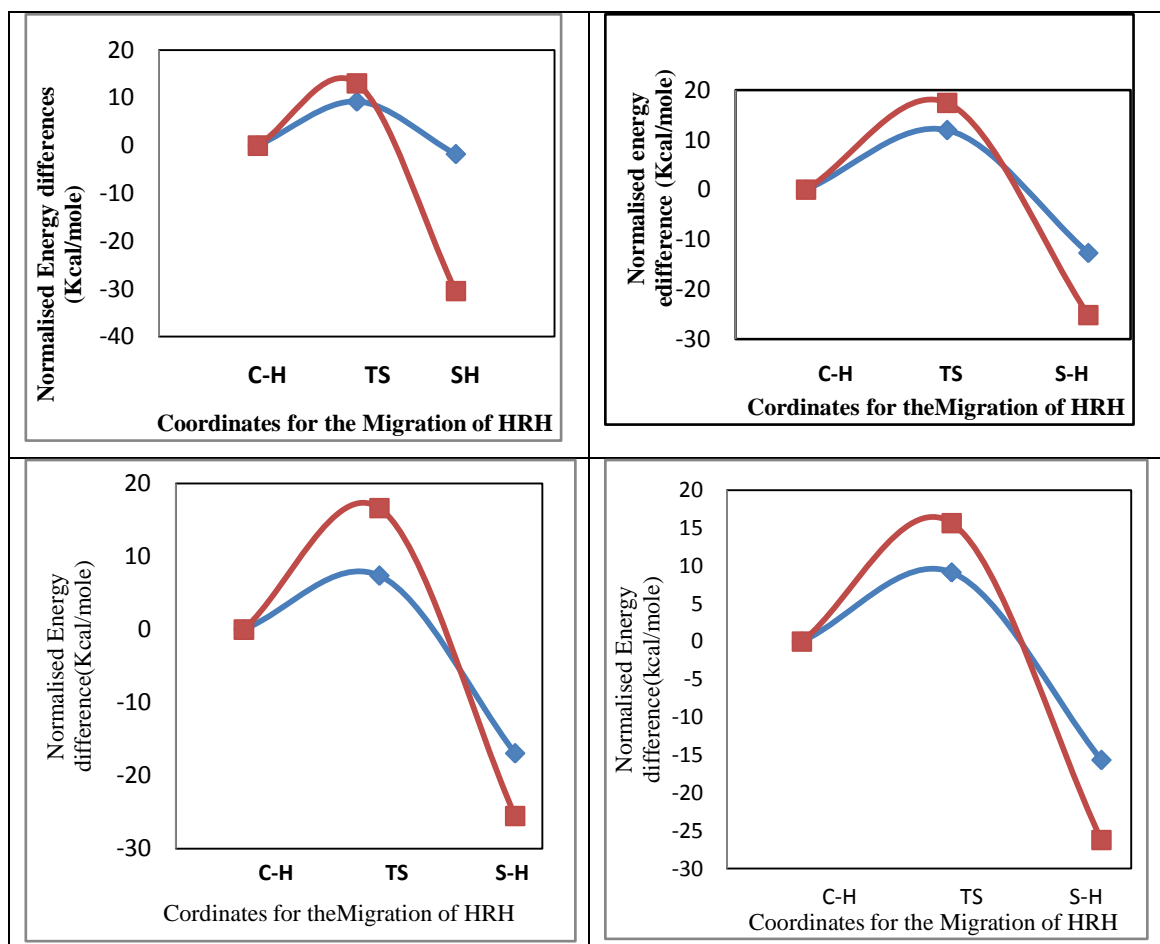 Normalised Energy differences
(Kcal/mole)
20
10
0
-10
-20
-30
-40
C-H TS SH
Coordinates for the Migration of HRH
Normalised energy
edifference (Kcal/mole)
20
10
0
-10
-20
-30
C-H TS S-H
Coordinates for theMigration of HRH
Normalised Energy
difference(Kcal/mole)
20
10
0
-10
-20
-30
C-H TS S-H
Cordinates for theMigration of HRH
Normalised Energy
difference(kcal/mole)
20
15
10
5
0
-5
-10
-15
-20
-25
-30
C-H TS S-H
Coordinates for the Migration of HRH